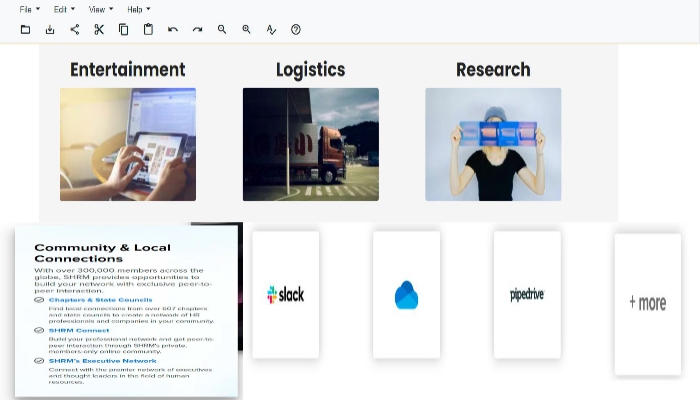 File Edit View Help
Entertainment Logistics Research
Community & Local
Connections
With over 300,000 members across the
globe, SHRM provides opportunities to
build your network with exclusive peer-to-
peer interaction.
Chapters & State Councils
Find local connections from over 607 chapters
and state councils to create a network of HR
professionals and companies in your community.
SHRM Connect
Build your professional network and get peer-to-
peer interaction through SHRM's private,
members-only online community.
SHRM's Executive Network
Connect with the premier network of executives
and thought leaders in the field of human
resources.
slack
pipedrive
+ more